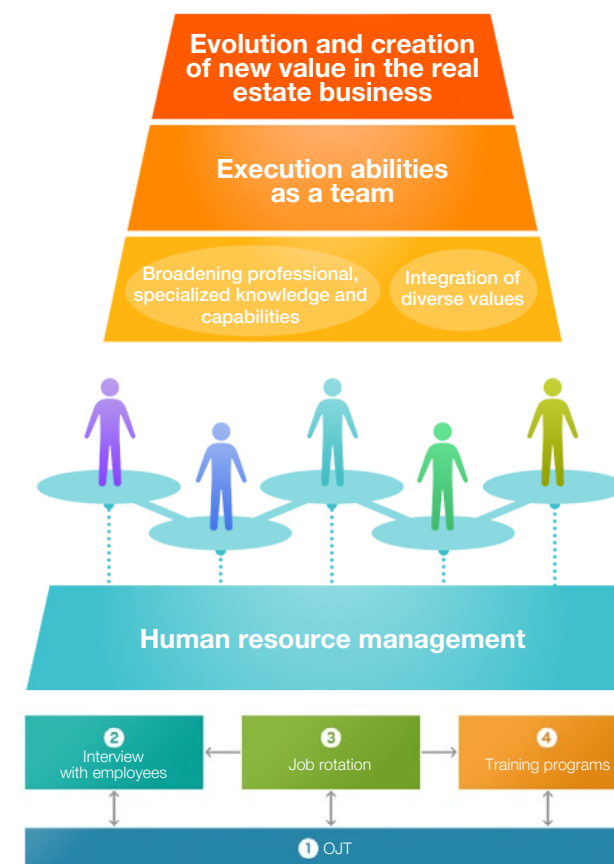 Evolution and creation
of new value in the real
estate business
Execution abilities
as a team
Broadening professional,
specialized knowledge and
capabilities
Integration of
diverse values
Human resource management
2
Interview
with employees
3
Job rotation
4
Training programs
1 OJT